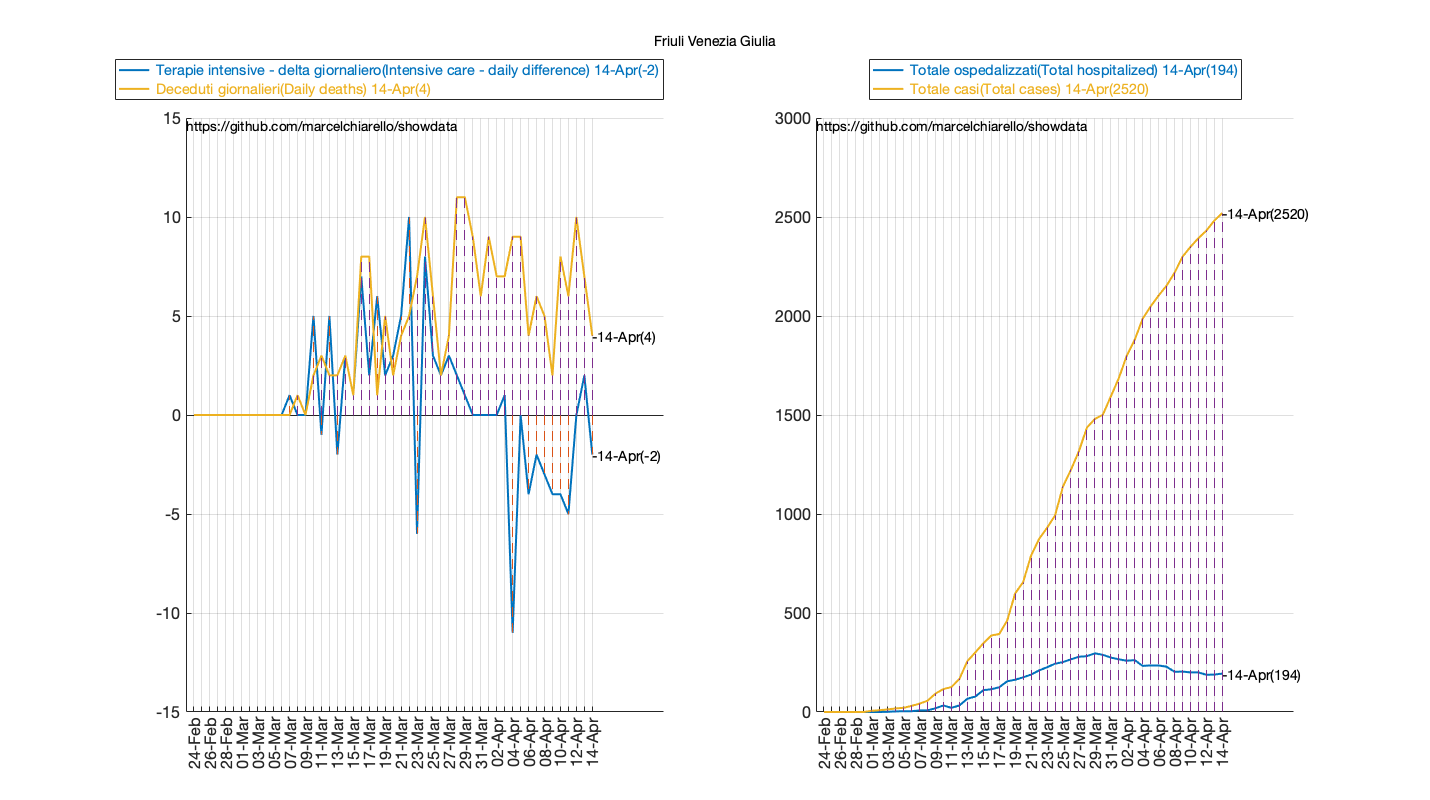 Friuli Venezia Giulia
Terapie intensive - delta giornaliero(Intensive care - daily difference) 14-Apr(-2)
Deceduti giornalieri(Daily deaths) 14-Apr(4)
https://github.com/marcelchiarello/showdata
15
10
5
0
-5
-10
-15
-14-Apr(4)
-14-Apr(-2)
24-Feb
26-Feb
28-Feb
01-Mar
03-Mar
05-Mar
07-Mar
09-Mar
11-Mar
13-Mar
15-Mar
17-Mar
19-Mar
21-Mar
23-Mar
25-Mar
27-Mar
29-Mar
31-Mar
02-Apr
04-Apr
06-Apr
08-Apr
10-Apr
12-Apr
14-Apr
Totale ospedalizzati(Total hospitalized) 14-Apr(194)
Totale casi(Total cases) 14-Apr(2520)
https://github.com/marcelchiarello/showdata
3000
2500
2000
1500
1000
500
0
-14-Apr(2520)
-14-Apr(194)
24-Feb
26-Feb
28-Feb
01-Mar
03-Mar
05-Mar
07-Mar
09-Mar
11-Mar
13-Mar
15-Mar
17-Mar
19-Mar
21-Mar
23-Mar
25-Mar
27-Mar
29-Mar
31-Mar
02-Apr
04-Apr
06-Apr
08-Apr
10-Apr
12-Apr
14-Apr